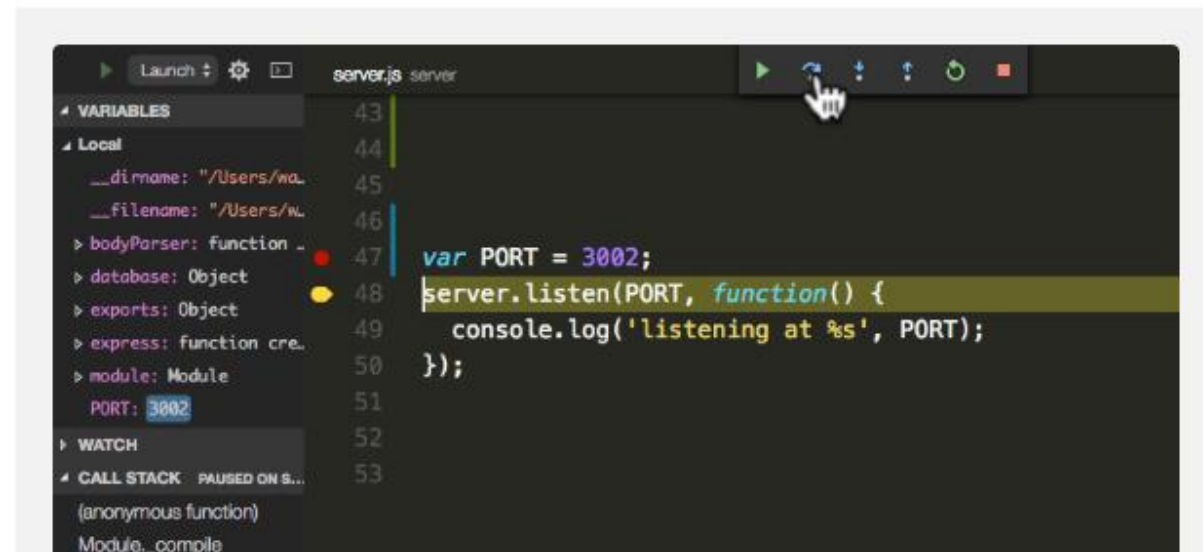 Launch
server.js server
VARIABLES
Local
__dirname: "/Users/wa…
__filename: "/Users/w…
bodyParser: function …
database: Object
exports: Object
express: function cre…
module: Module
PORT: 3002
WATCH
CALL STACK PAUSED ON S...
(anonymous function)
Module._compile
43
44
45
46
47 var PORT = 3002;
48 server.listen(PORT, function() {
49 console.log('listening at %s', PORT);
50 });
51
52
53